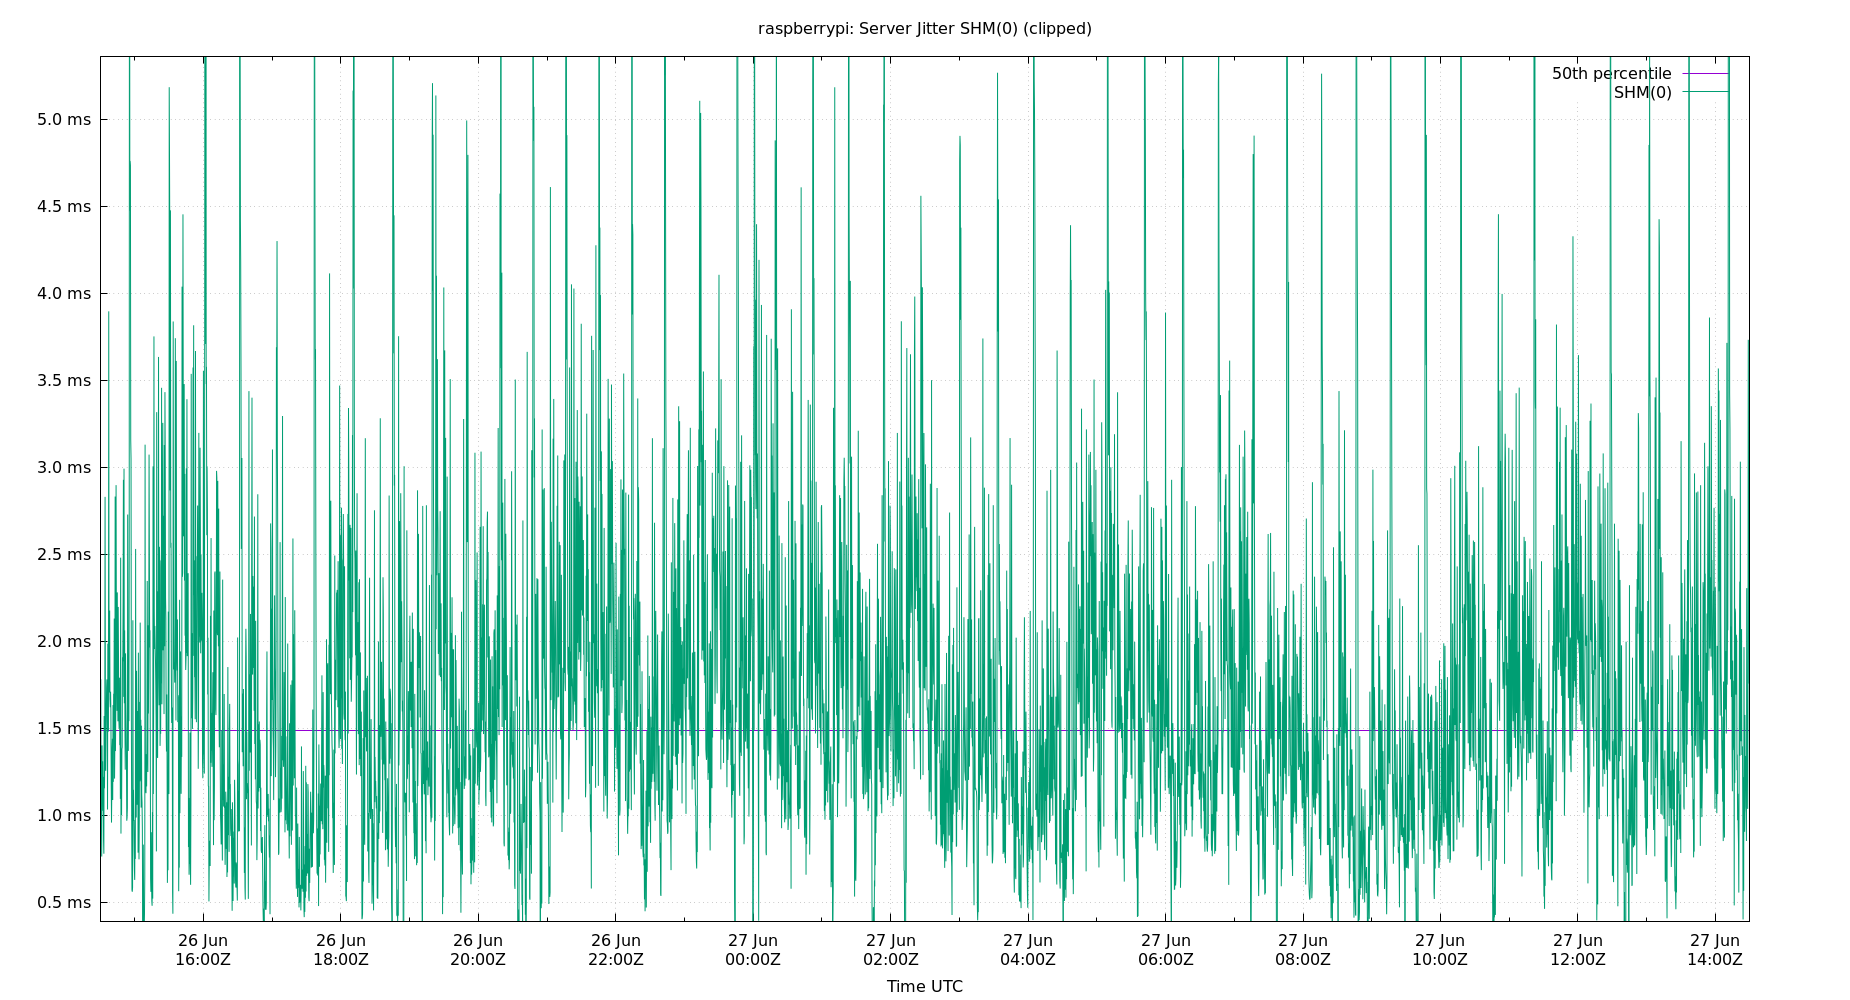 raspberrypi: Server Jitter SHM(0) (clipped)
50th percentile
SHM(0)
5.0 ms
4.5 ms
4.0 ms
3.5 ms
3.0 ms
2.5 ms
2.0 ms
1.5 ms
1.0 ms
0.5 ms
26 Jun 26 Jun 26 Jun 26 Jun 27 Jun 27 Jun 27 Jun 27 Jun 27 Jun 27 Jun 27 Jun 27 Jun
16:00Z 18:00Z 20:00Z 22:00Z 00:00Z 02:00Z 04:00Z 06:00Z 08:00Z 10:00Z 12:00Z 14:00Z
Time UTC